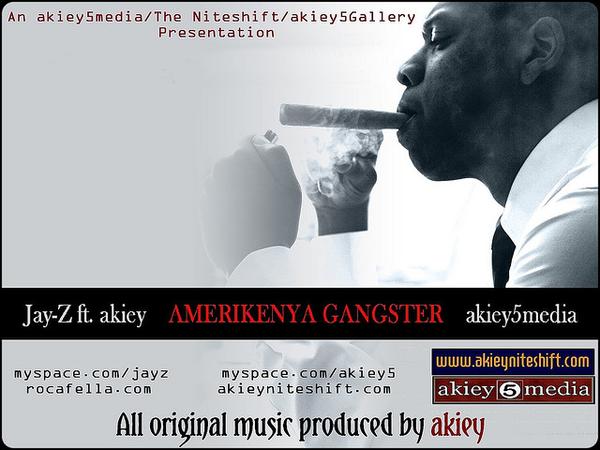 An akiey5media/The Niteshift/akiey5Gallery
Presentation
Jay-Z ft. akiey AMERIKENYA GANGSTER akiey5media
myspace.com/jayz myspace.com/akiey5 www.akieyniteshift.com
rocafella.com akieyniteshift.com akiey 5 media
All original music produced by akiey